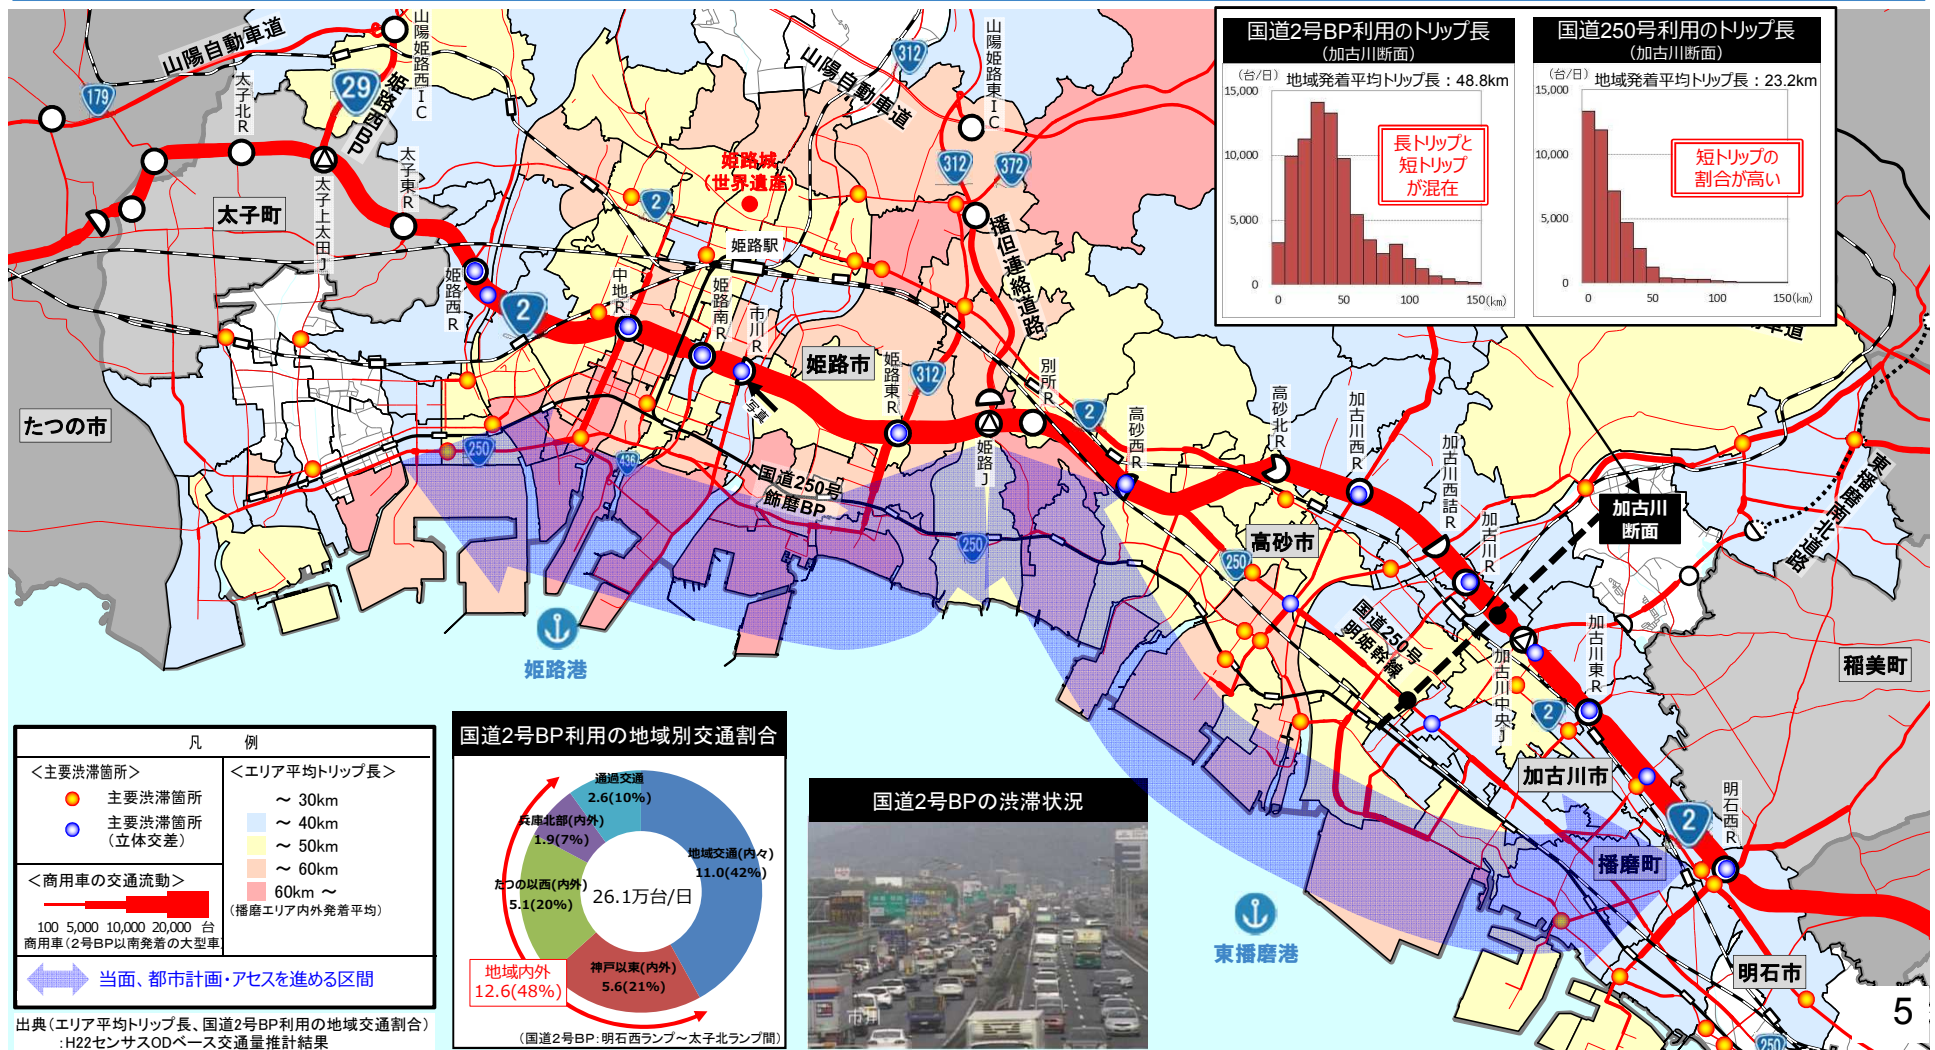 国道2号BP利用のトリップ長
(加古川断面)
(台/日)
地域発着平均トリップ長：48.8km
15,000
10,000
5,000
0
0
50
100
150(km)
長トリップと
短トリップ
が混在
国道250号利用のトリップ長
(加古川断面)
(台/日)
地域発着平均トリップ長：23.2km
15,000
10,000
5,000
0
0
50
100
150(km)
短トリップの
割合が高い
山陽自動車道
山陽姫路西IC
29
姫路西BP
179
太子北R
太子東R
太子町
太子上太田J
山陽自動車道
312
山陽姫路東IC
312
372
姫路城
(世界遺産)
2
姫路駅
播但連絡道路
姫路西R
2
中地R
姫路南R
市川R
写真
姫路市
姫路東R
312
別所R
2
姫路J
高砂西R
高砂北R
加古川西R
加古川西詰R
加古川R
加古川
断面
東播磨南北道路
たつの市
250
436
国道250号
飾磨BP
250
高砂市
250
国道250号
明姫幹線
加古川中央J
加古川東R
2
稲美町
加古川市
明石西R
2
播磨町
明石市
250
姫路港
東播磨港
凡 例
＜主要渋滞箇所＞
主要渋滞箇所
主要渋滞箇所
(立体交差)
＜商用車の交通流動＞
100 5,000 10,000 20,000 台
商用車(2号BP以南発着の大型車)
＜エリア平均トリップ長＞
～ 30km
～ 40km
～ 50km
～ 60km
60km ～
(播磨エリア内外発着平均)
当面、都市計画・アセスを進める区間
出典(エリア平均トリップ長、国道2号BP利用の地域交通割合)
:H22センサスODベース交通量推計結果
国道2号BP利用の地域別交通割合
通過交通
2.6(10%)
兵庫北部(内外)
1.9(7%)
地域交通(内々)
11.0(42%)
たつの以西(内外)
5.1(20%)
26.1万台/日
神戸以東(内外)
5.6(21%)
地域内外
12.6(48%)
(国道2号BP：明石西ランプ～太子北ランプ間)
国道2号BPの渋滞状況
市川
5